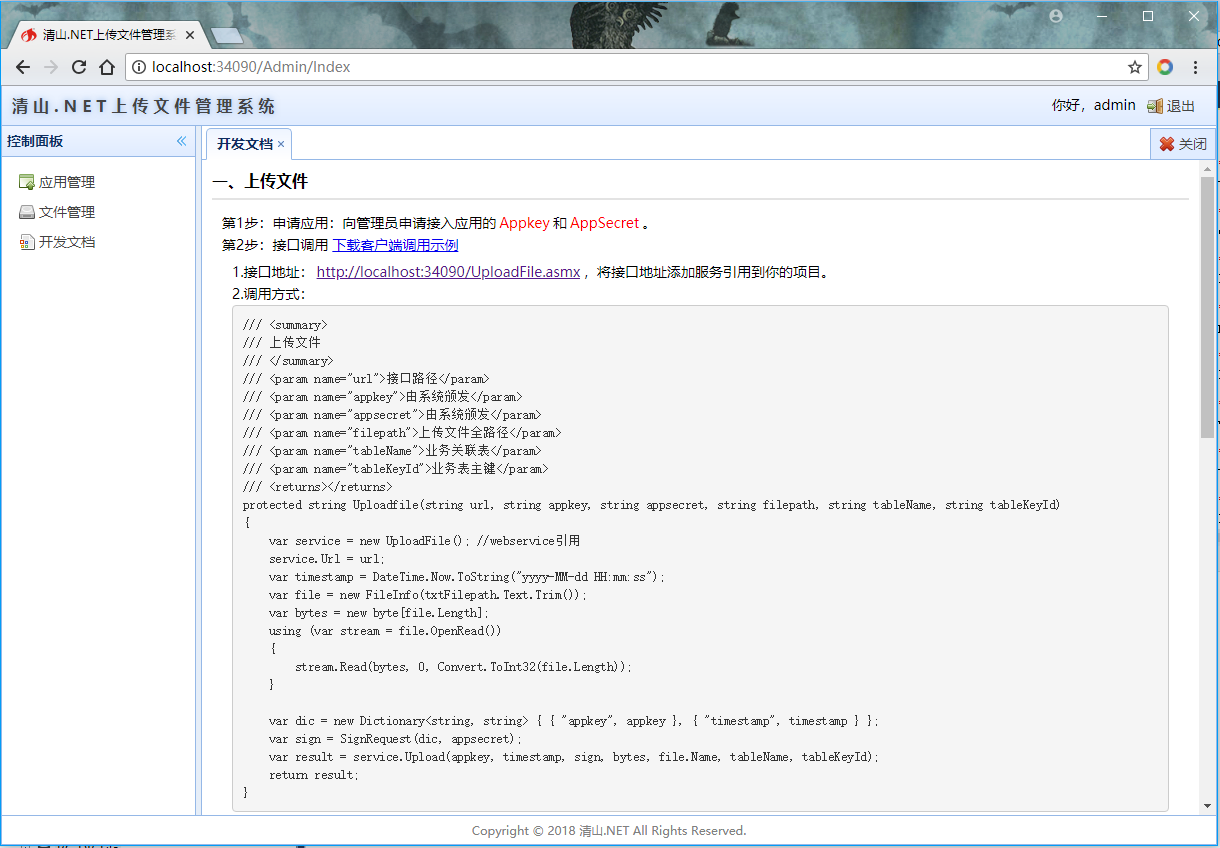 清山.NET上传文件管理系
localhost:34090/Admin/Index
清山.NET上传文件管理系统
你好，admin 退出
控制面板
应用管理
文件管理
开发文档
开发文档
关闭
一、上传文件
第1步：申请应用：向管理员申请接入应用的 Appkey 和 AppSecret 。
第2步：接口调用 下载客户端调用示例
1.接口地址： http://localhost:34090/UploadFile.asmx ，将接口地址添加服务引用到你的项目。
2.调用方式：
/// <summary>
/// 上传文件
/// </summary>
/// <param name="url">接口路径</param>
/// <param name="appkey">由系统颁发</param>
/// <param name="appsecret">由系统颁发</param>
/// <param name="filepath">上传文件全路径</param>
/// <param name="tableName">业务关联表</param>
/// <param name="tableKeyId">业务表主键</param>
/// <returns></returns>
protected string Uploadfile(string url, string appkey, string appsecret, string filepath, string tableName, string tableKeyId)
{
var service = new UploadFile(); //webservice引用
service.Url = url;
var timestamp = DateTime.Now.ToString("yyyy-MM-dd HH:mm:ss");
var file = new FileInfo(txtFilepath.Text.Trim());
var bytes = new byte[file.Length];
using (var stream = file.OpenRead())
{
stream.Read(bytes, 0, Convert.ToInt32(file.Length));
}
var dic = new Dictionary<string, string> { { "appkey", appkey }, { "timestamp", timestamp } };
var sign = SignRequest(dic, appsecret);
var result = service.Upload(appkey, timestamp, sign, bytes, file.Name, tableName, tableKeyId);
return result;
}
Copyright © 2018 清山.NET All Rights Reserved.